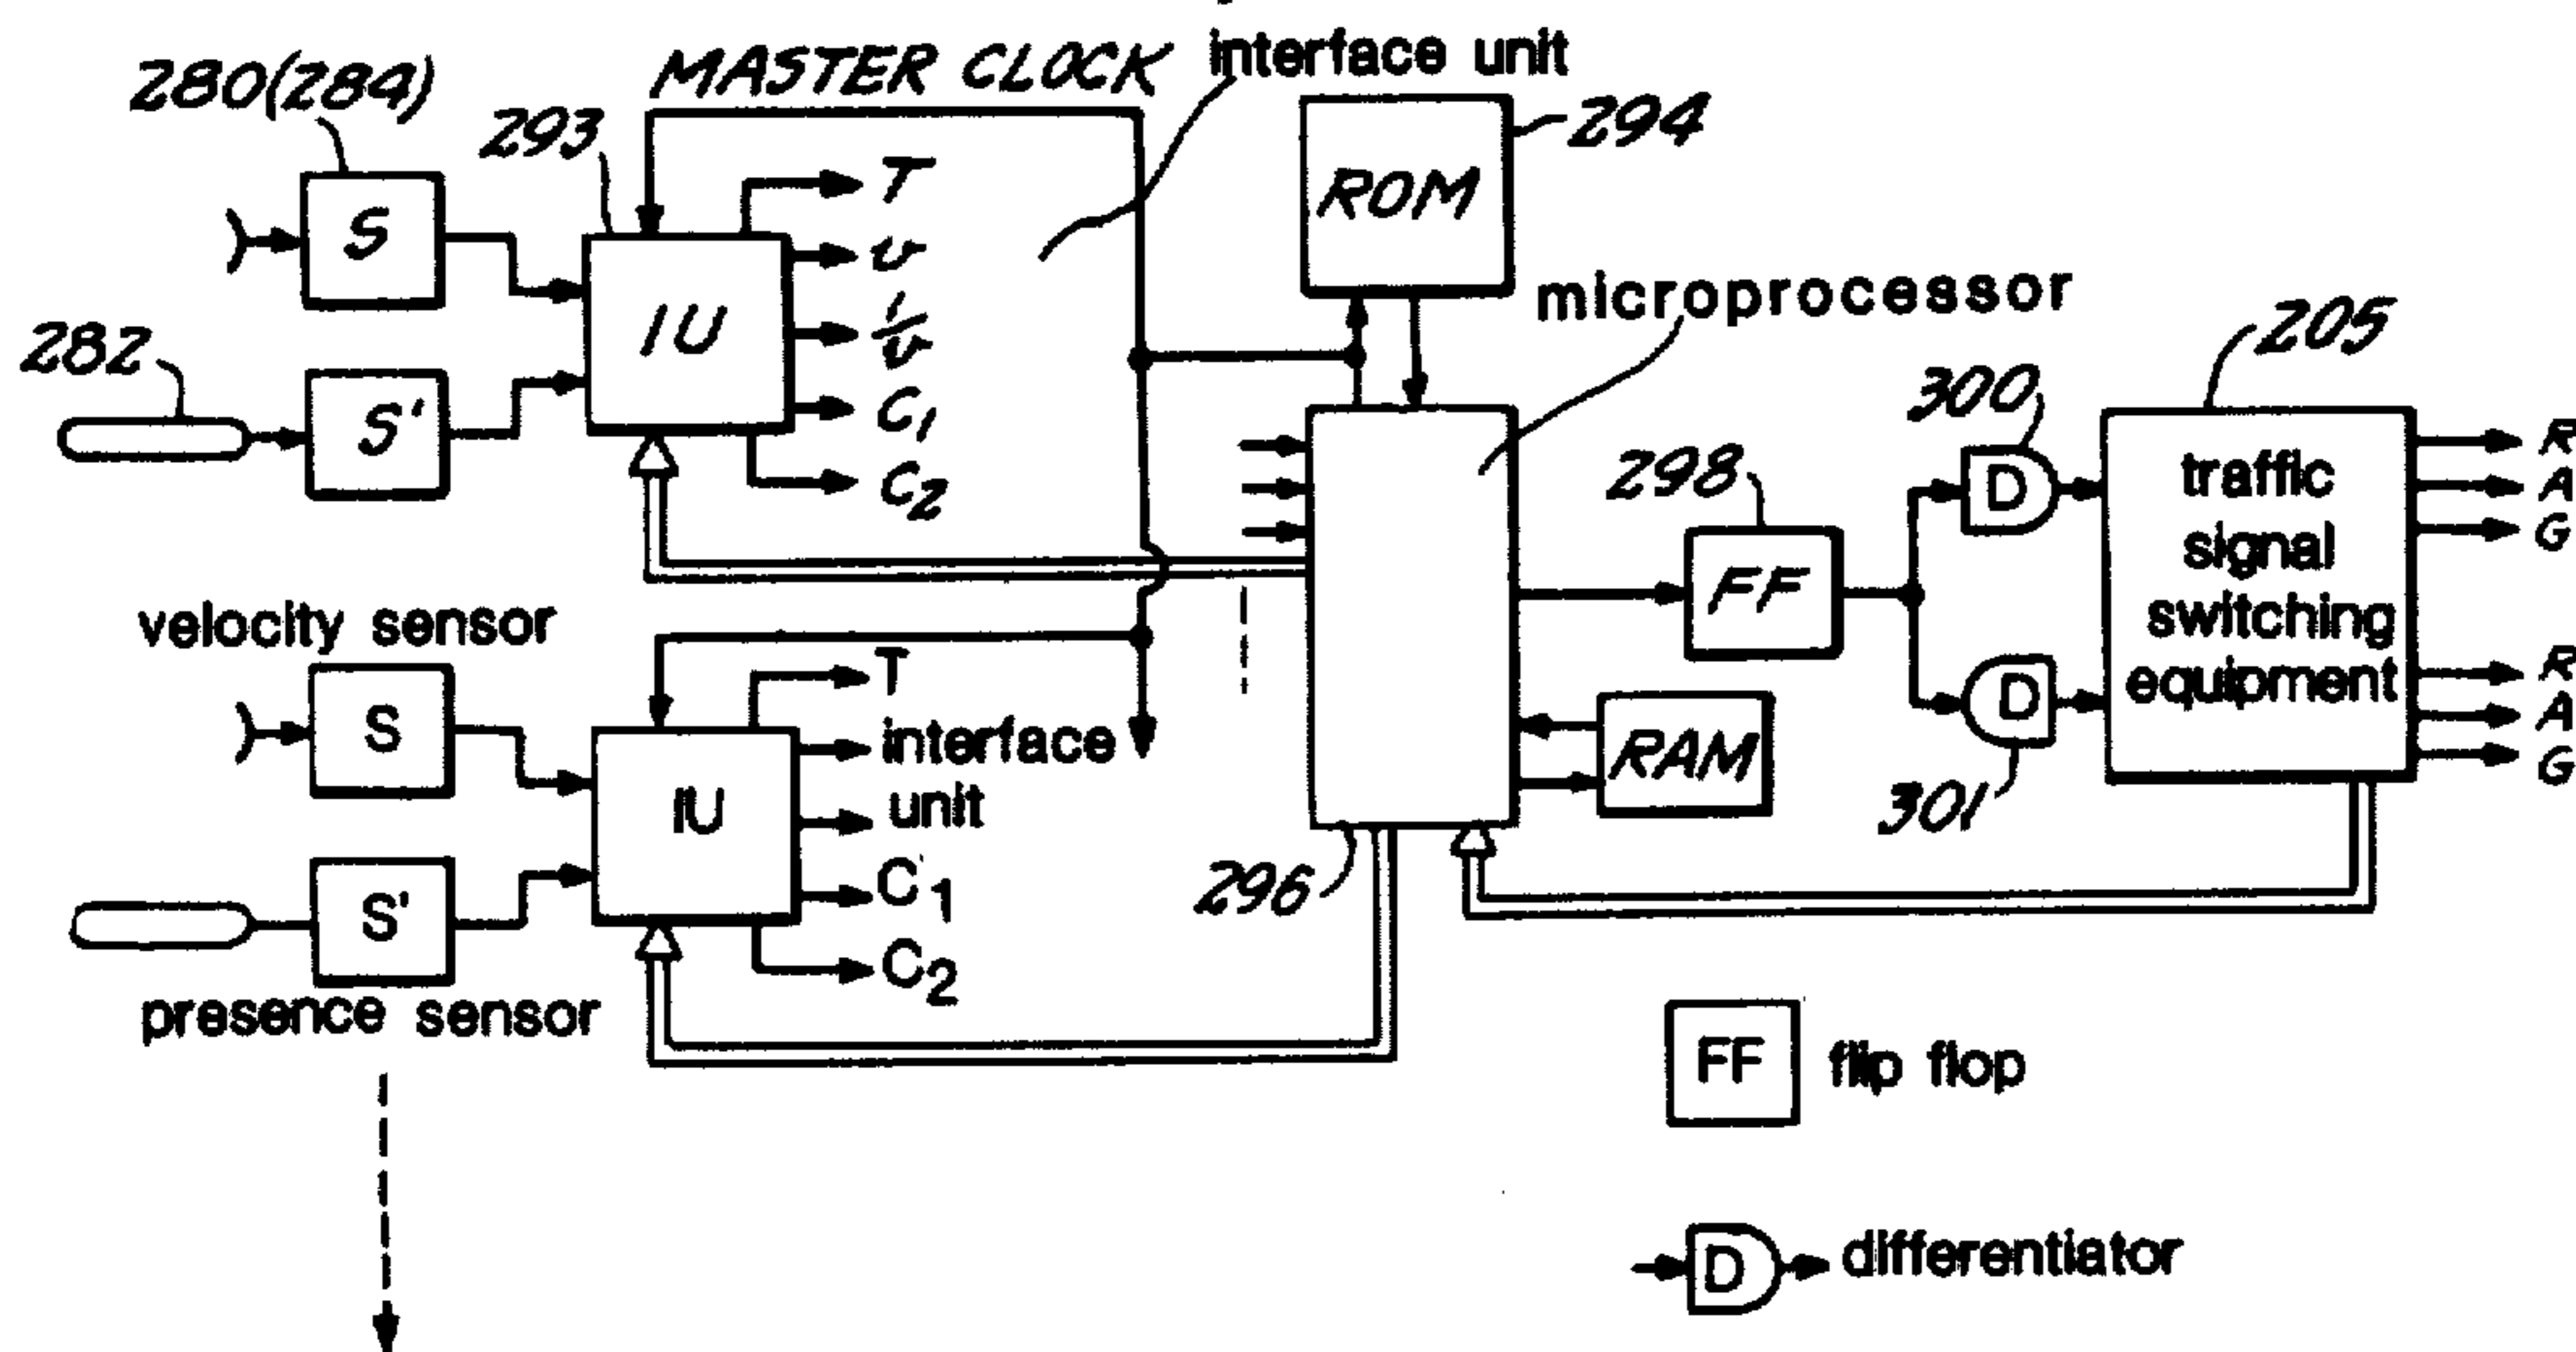 MASTER CLOCK
interface unit
280(284)
293
T
v
1/v
C1
C2
S
IU
282
S'
ROM
294
microprocessor
205
300
D
298
FF
traffic
signal
switching
equipment
R
A
G
R
A
G
D
301
RAM
296
velocity sensor
S
IU
T
interface
unit
C1
C2
S'
presence sensor
FF
flip flop
D
differentiator